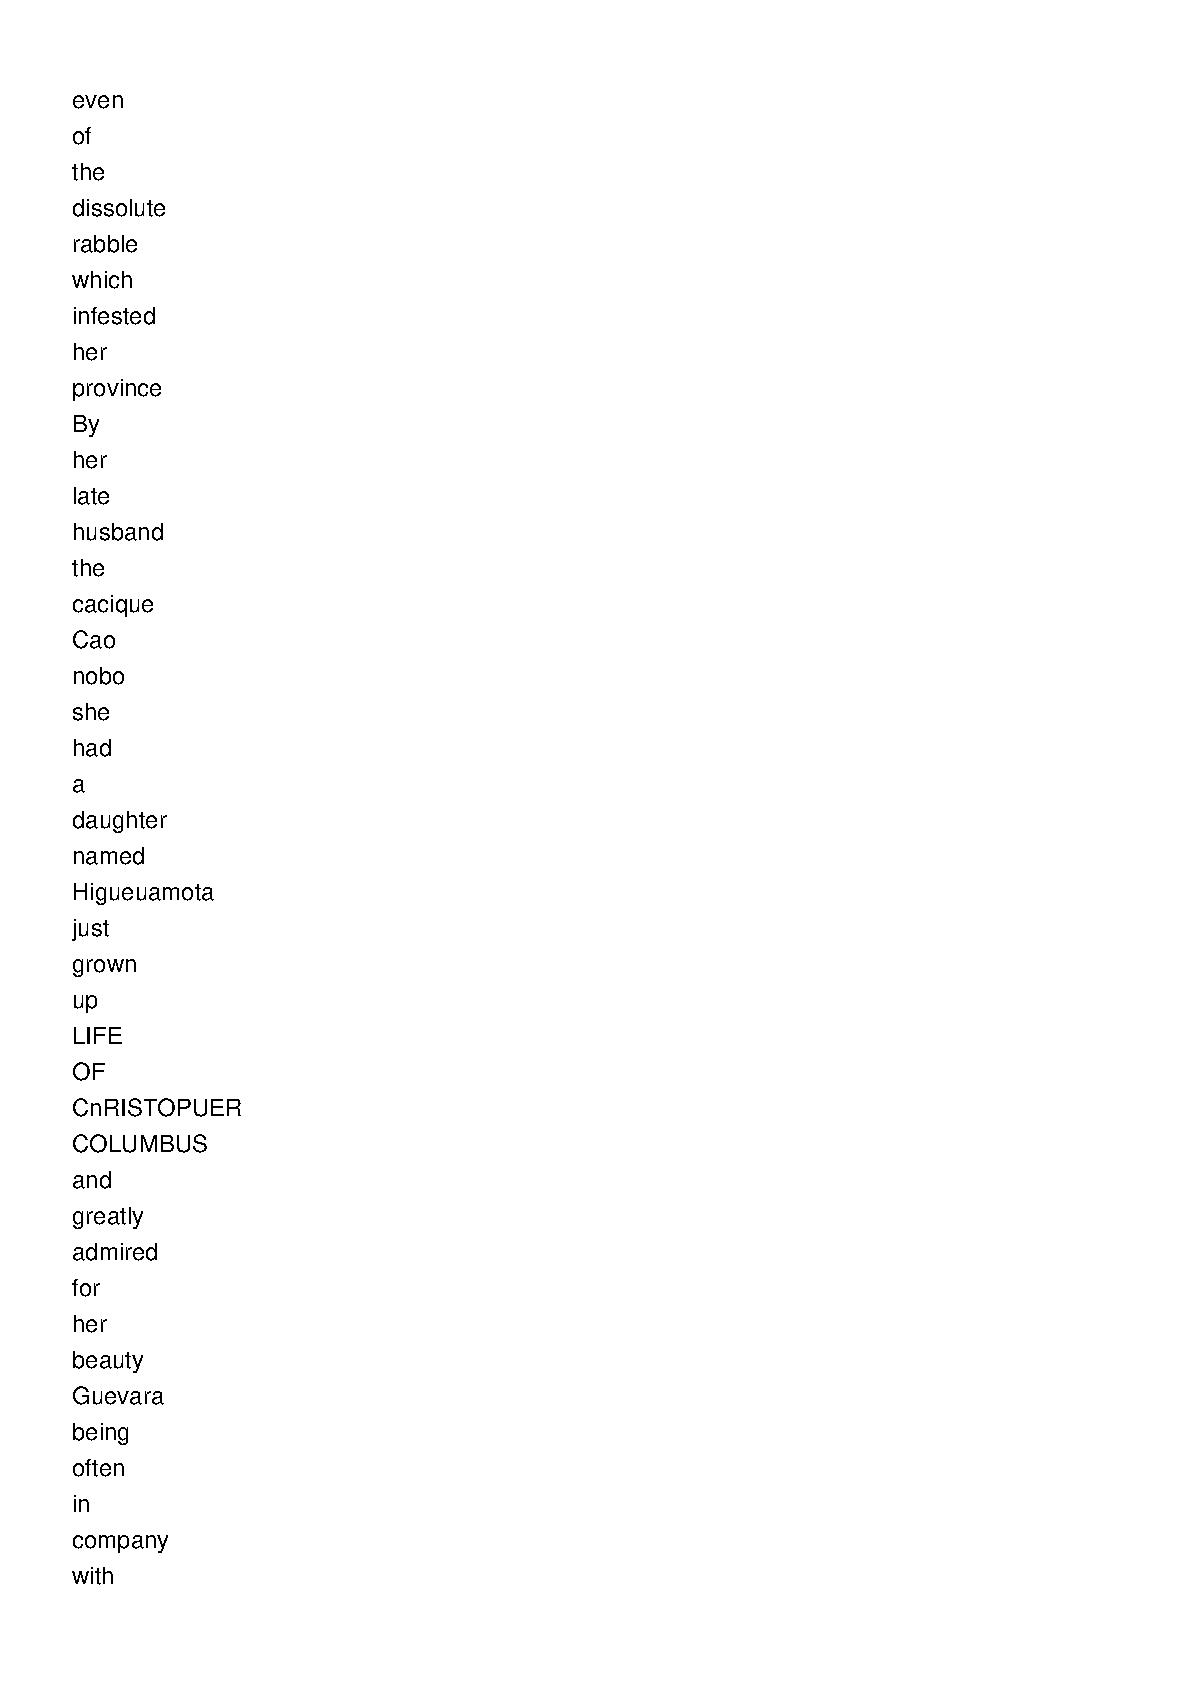 even
of
the
dissolute
rabble
which
infested
her
province
By
her
late
husband
the
cacique
Cao
nobo
she
had
a
daughter
named
Higueuamota
just
grown
up
LIFE
OF
CnRISTOPUER
COLUMBUS
and
greatly
admired
for
her
beauty
Guevara
being
often
in
company
with